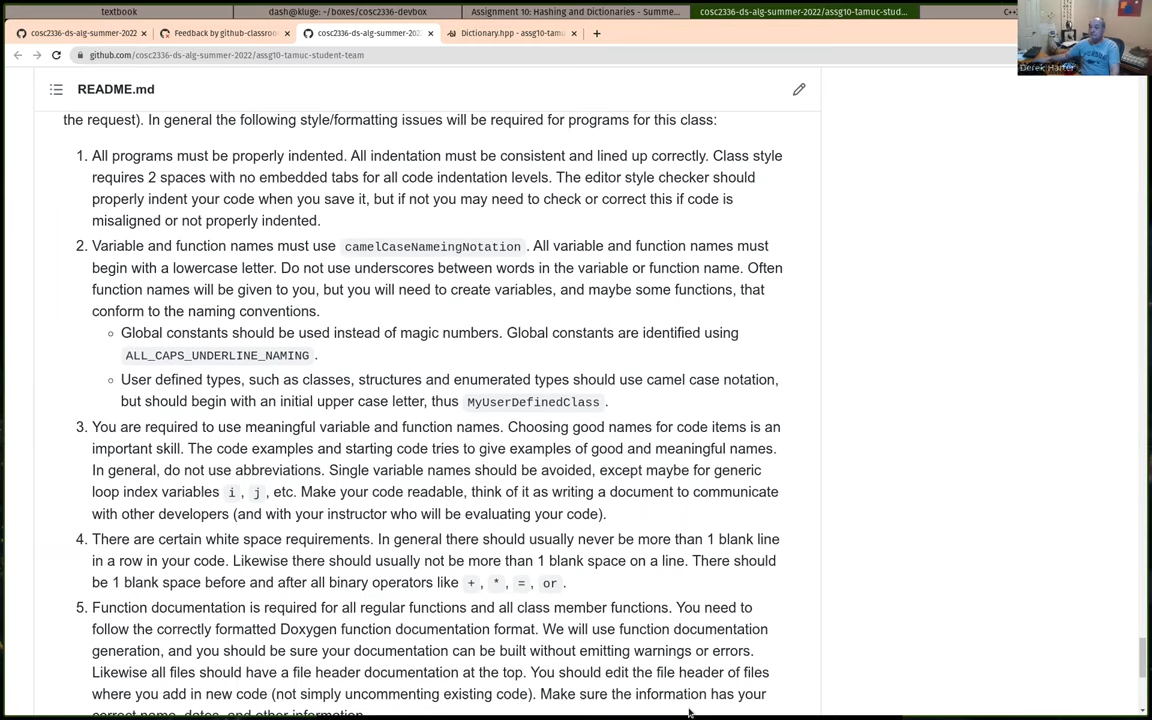 textbook
dash@kluge: ~/boxes/cosc2336-devbox
Assignment 10: Hashing and Dictionaries - Summe...
cosc2336-ds-alg-summer-2022/assg10-tamuc-stud...
C++
cosc2336-ds-alg-summer-2022
Feedback by github-classroo
cosc2336-ds-alg-summer-2022
Dictionary.hpp - assg10-tamu
github.com/cosc2336-ds-alg-summer-2022/assg10-tamuc-student-team
Derek Harter
README.md
the request). In general the following style/formatting issues will be required for programs for this class:
1. All programs must be properly indented. All indentation must be consistent and lined up correctly. Class style
requires 2 spaces with no embedded tabs for all code indentation levels. The editor style checker should
properly indent your code when you save it, but if not you may need to check or correct this if code is
misaligned or not properly indented.
2. Variable and function names must use camelCaseNameingNotation. All variable and function names must
begin with a lowercase letter. Do not use underscores between words in the variable or function name. Often
function names will be given to you, but you will need to create variables, and maybe some functions, that
conform to the naming conventions.
Global constants should be used instead of magic numbers. Global constants are identified using
ALL_CAPS_UNDERLINE_NAMING.
User defined types, such as classes, structures and enumerated types should use camel case notation,
but should begin with an initial upper case letter, thus MyUserDefinedClass.
3. You are required to use meaningful variable and function names. Choosing good names for code items is an
important skill. The code examples and starting code tries to give examples of good and meaningful names.
In general, do not use abbreviations. Single variable names should be avoided, except maybe for generic
loop index variables i, j, etc. Make your code readable, think of it as writing a document to communicate
with other developers (and with your instructor who will be evaluating your code).
4. There are certain white space requirements. In general there should usually never be more than 1 blank line
in a row in your code. Likewise there should usually not be more than 1 blank space on a line. There should
be 1 blank space before and after all binary operators like +, *, =, or.
5. Function documentation is required for all regular functions and all class member functions. You need to
follow the correctly formatted Doxygen function documentation format. We will use function documentation
generation, and you should be sure your documentation can be built without emitting warnings or errors.
Likewise all files should have a file header documentation at the top. You should edit the file header of files
where you add in new code (not simply uncommenting existing code). Make sure the information has your
correct name, dates, and other information.